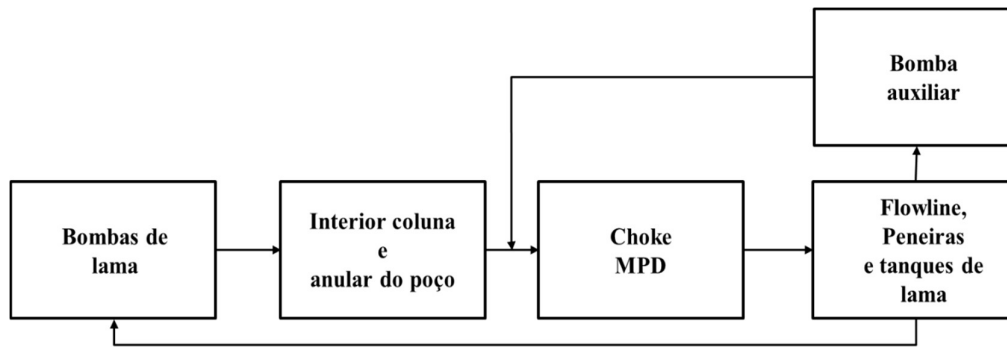 Bomba
auxiliar
Bombas de
lama
Interior coluna
e
anular do poço
Choke
MPD
Flowline,
Peneiras
e tanques de
lama